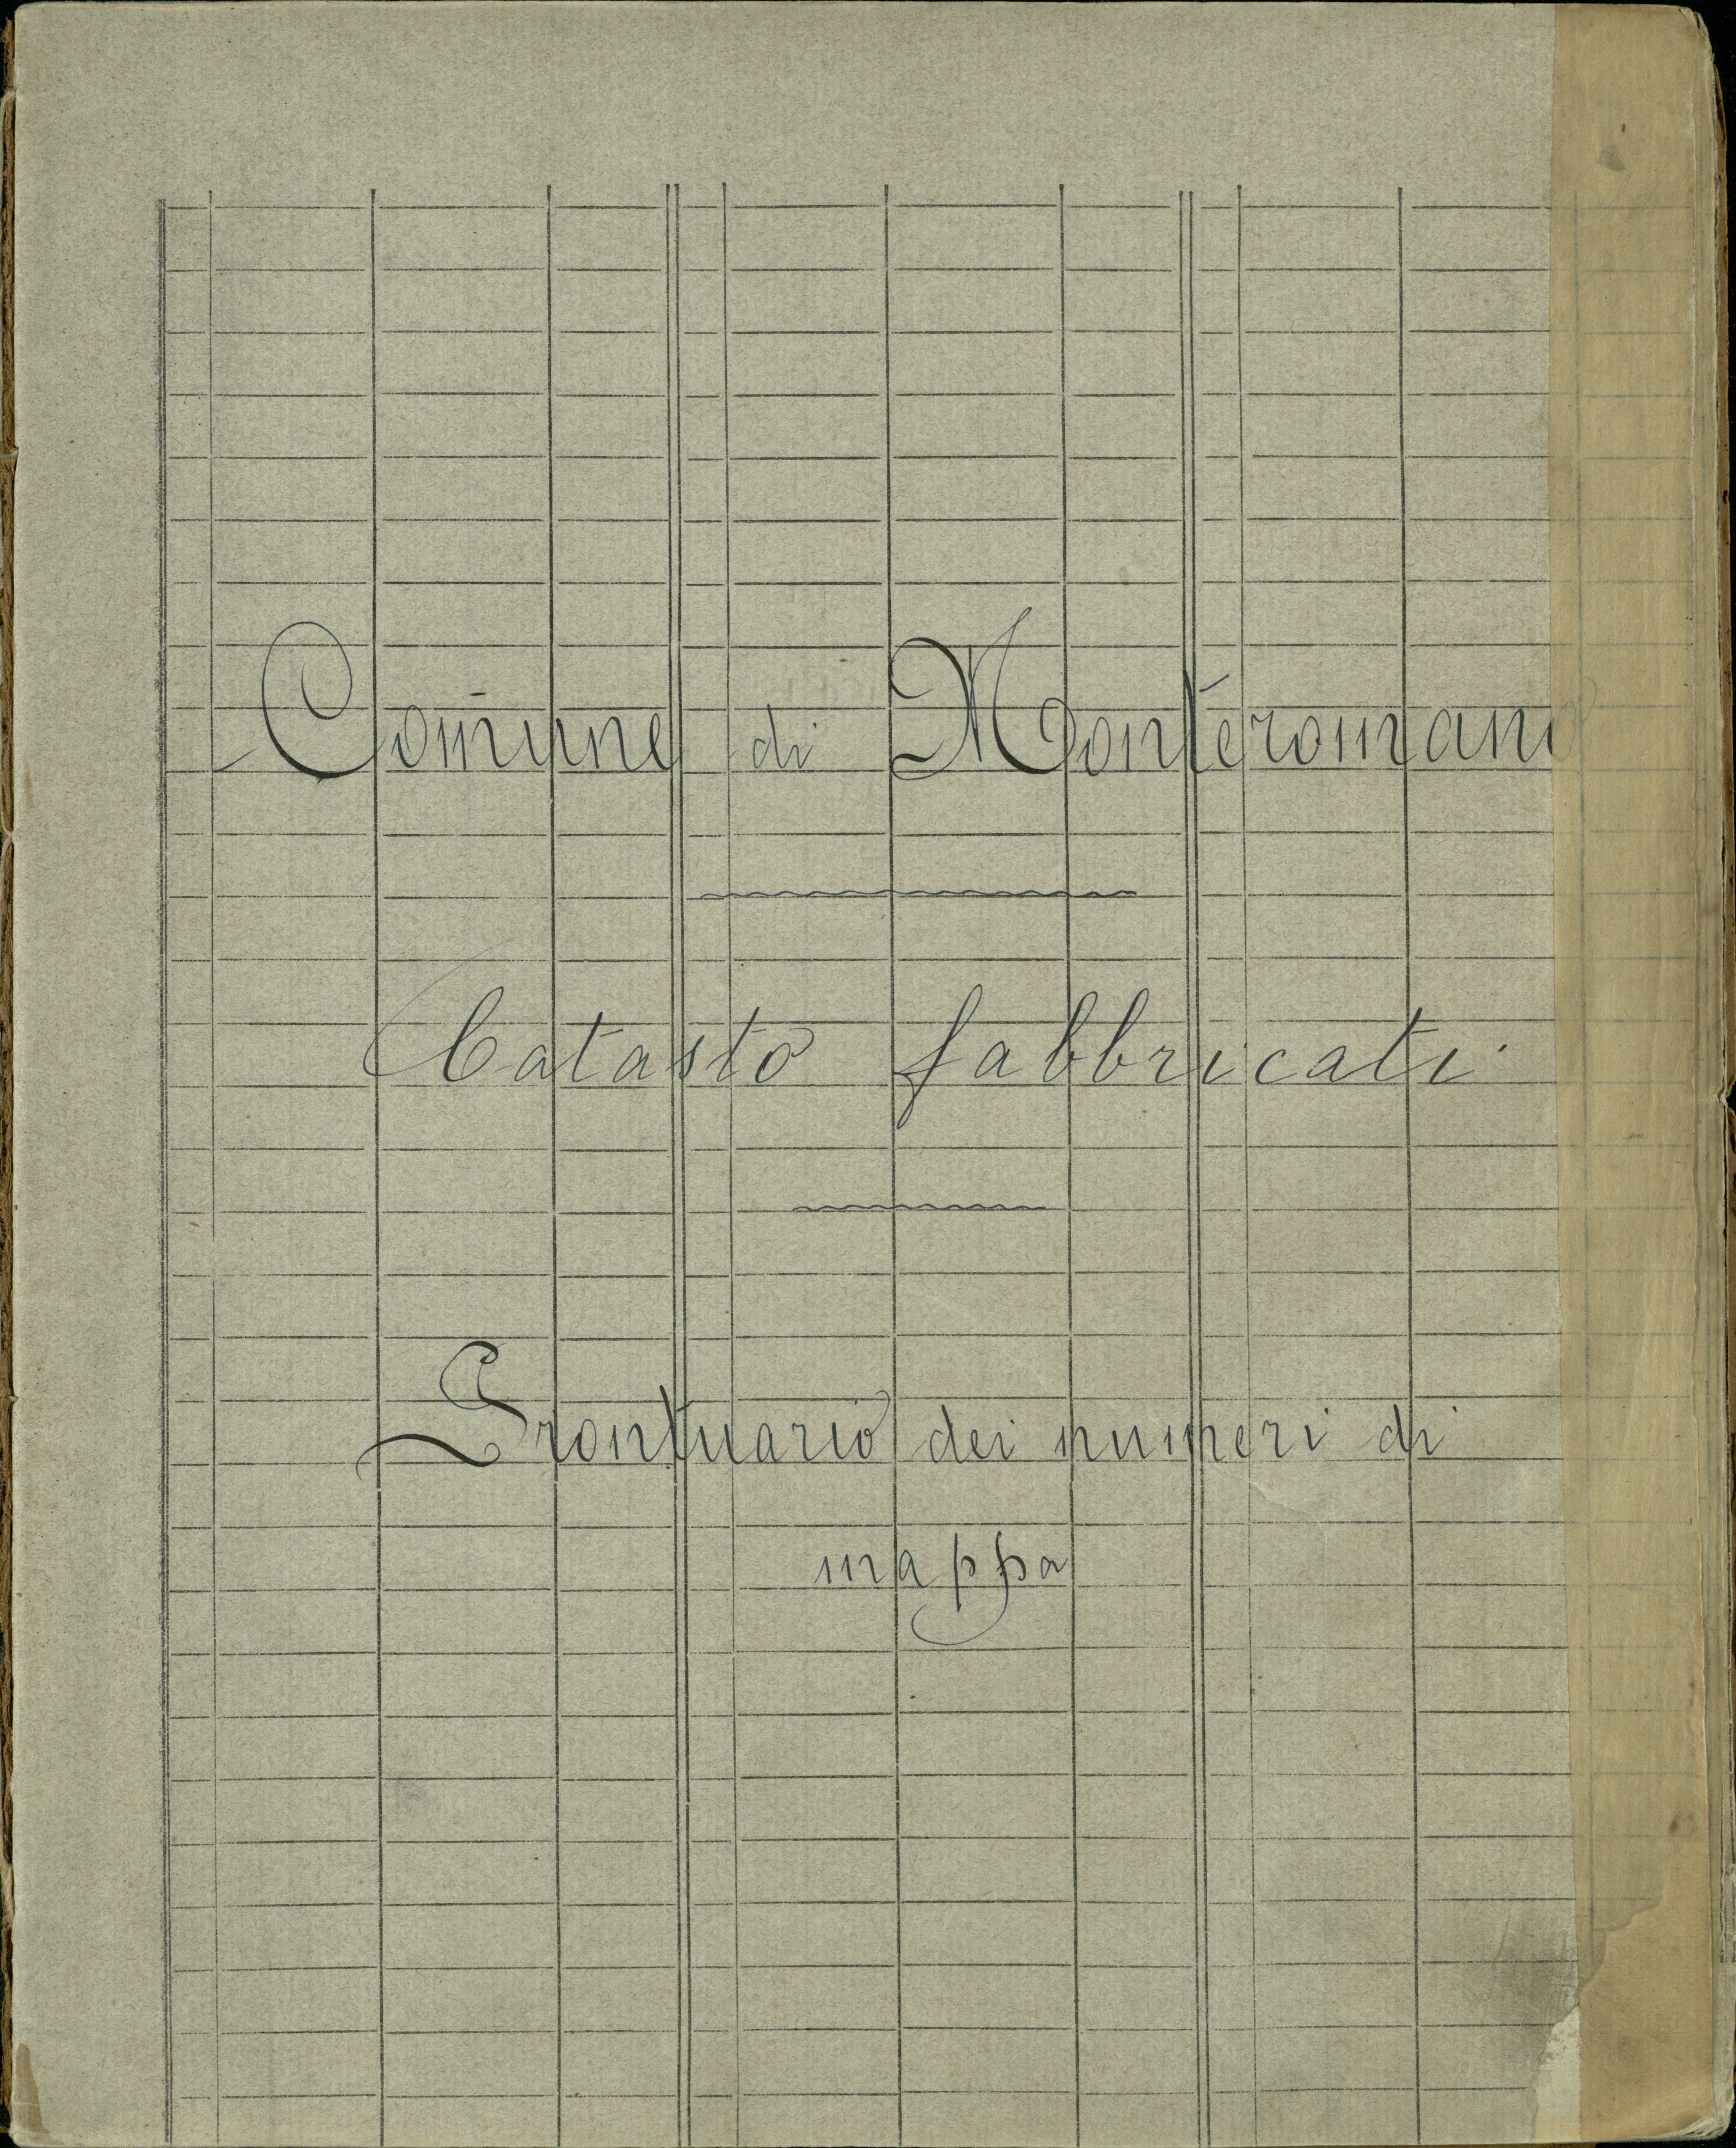 Comune di Monteromano
Catasto fabbricati
Prontuario dei numeri di
mappa